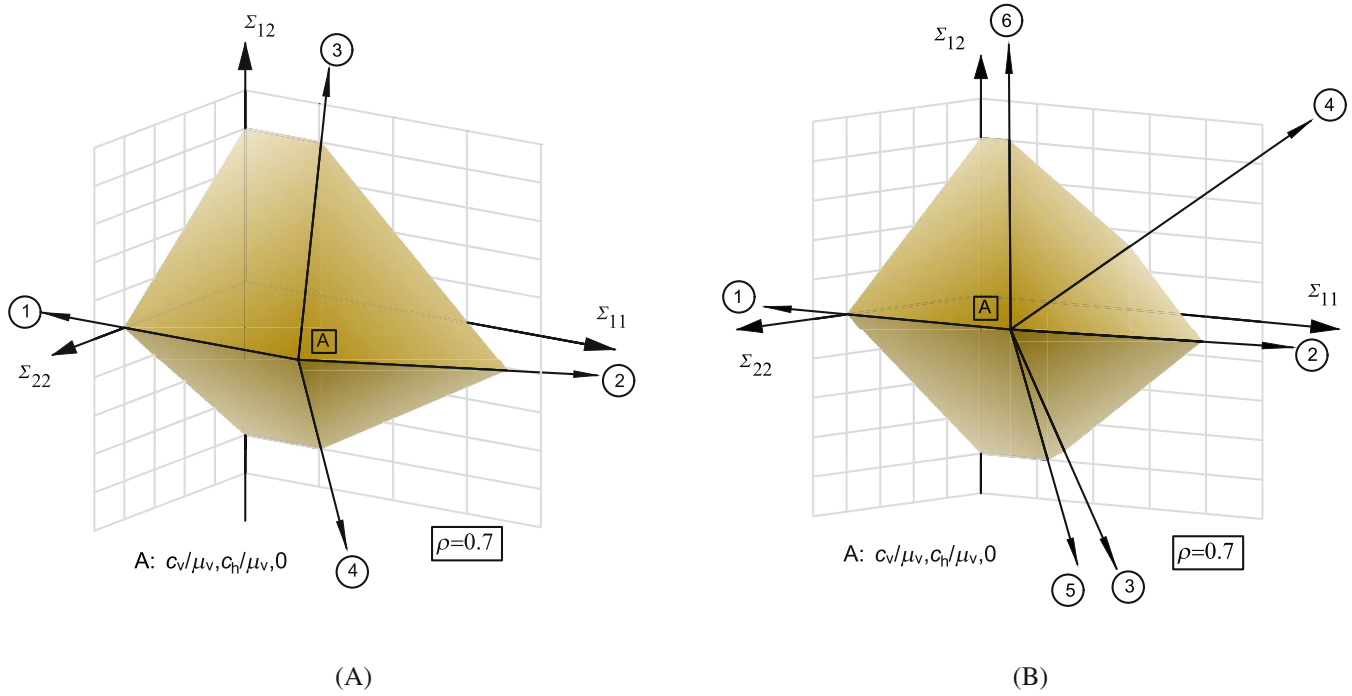 Σ12
③
①
A
Σ11
②
Σ22
④
A: cv/μv,ch/μv,0
ρ=0.7
(A)
⑥
Σ12
④
①
A
Σ11
②
Σ22
⑤
③
A: cv/μv,ch/μv,0
ρ=0.7
(B)